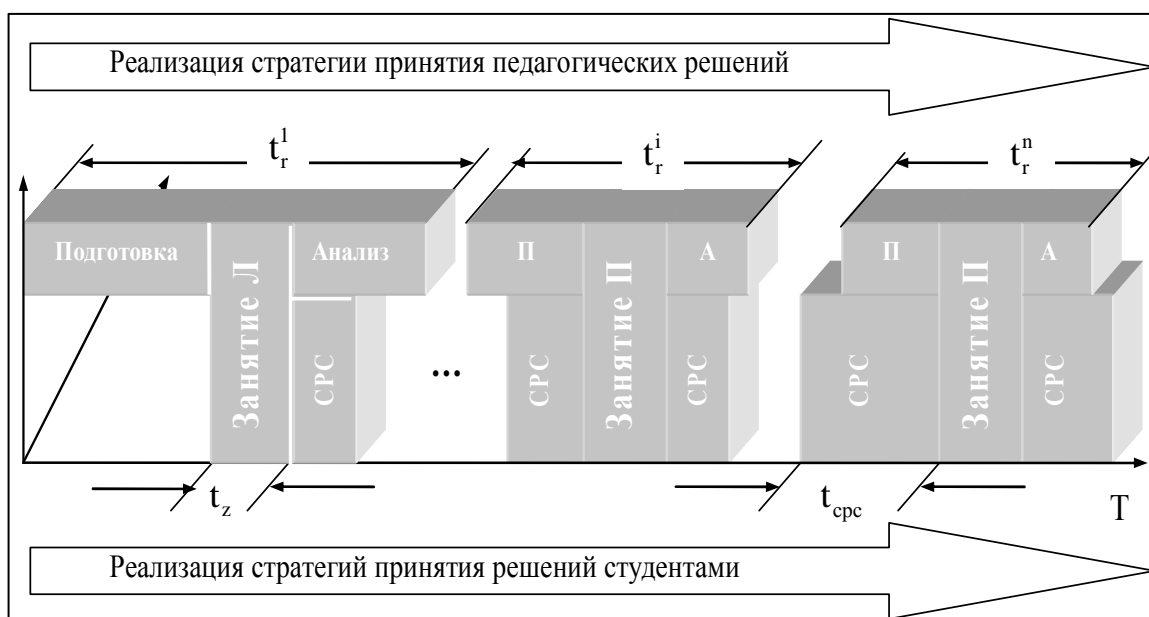 Реализация стратегии принятия педагогических решений
t_r^1
t_r^i
t_r^n
Подготовка
Занятие Л
Анализ
СРС
...
П
Занятие П
А
СРС
СРС
П
Занятие П
А
СРС
СРС
t_z
t_срс
T
Реализация стратегий принятия решений студентами